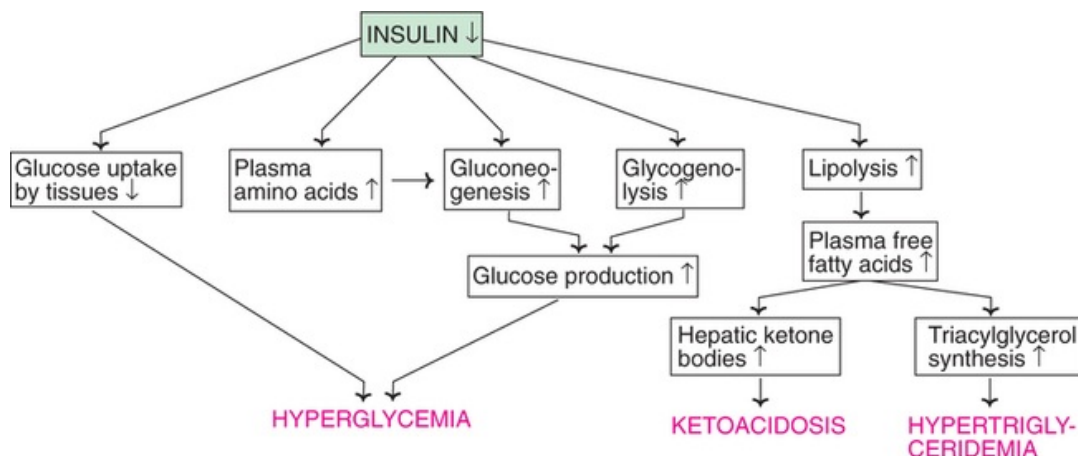 INSULIN ↓
Glucose uptake
by tissues ↓
Plasma
amino acids ↑
Gluconeo-
genesis ↑
Glycogeno-
lysis ↑
Lipolysis ↑
Plasma free
fatty acids ↑
Glucose production ↑
Hepatic ketone
bodies ↑
Triacylglycerol
synthesis ↑
HYPERGLYCEMIA
KETOACIDOSIS
HYPERTRIGLY-
CERIDEMIA